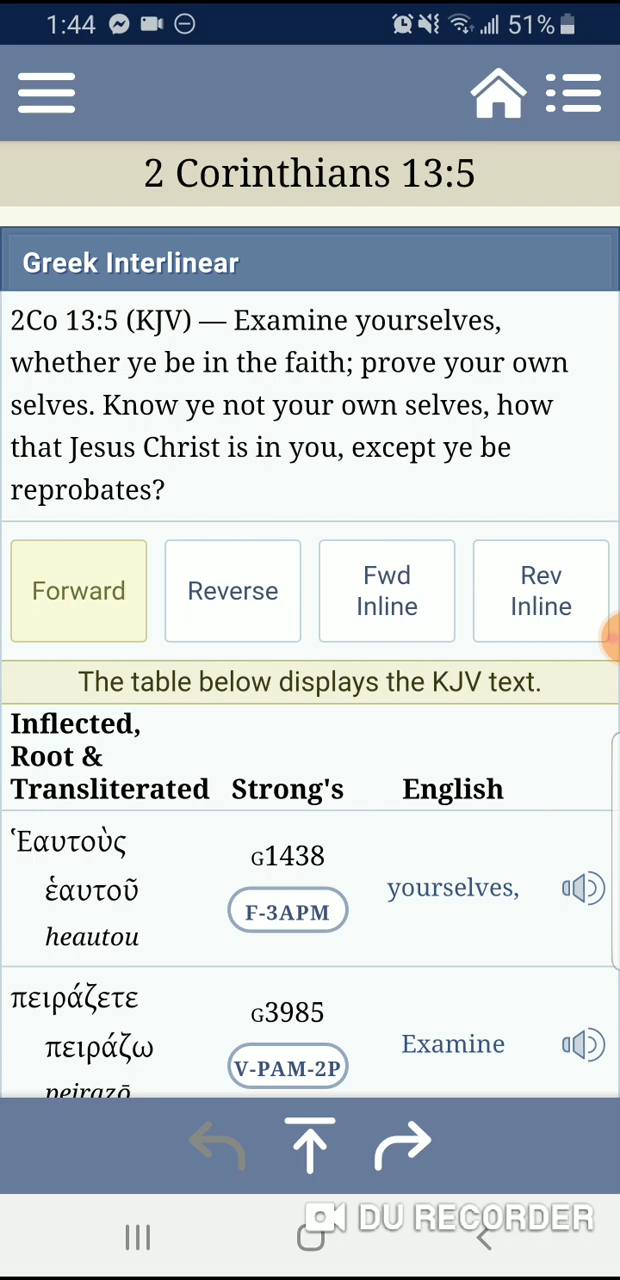 1:44
51%
2 Corinthians 13:5
Greek Interlinear
2Co 13:5 (KJV) — Examine yourselves,
whether ye be in the faith; prove your own
selves. Know ye not your own selves, how
that Jesus Christ is in you, except ye be
reprobates?
Forward
Reverse
Fwd
Inline
Rev
Inline
The table below displays the KJV text.
Inflected,
Root &
Transliterated Strong's English
Ἑαυτοὺς
ἑαυτοῦ
heautou
G1438
F-3APM
yourselves,
πειράζετε
πειράζω
peirazō
G3985
V-PAM-2P
Examine
DU RECORDER